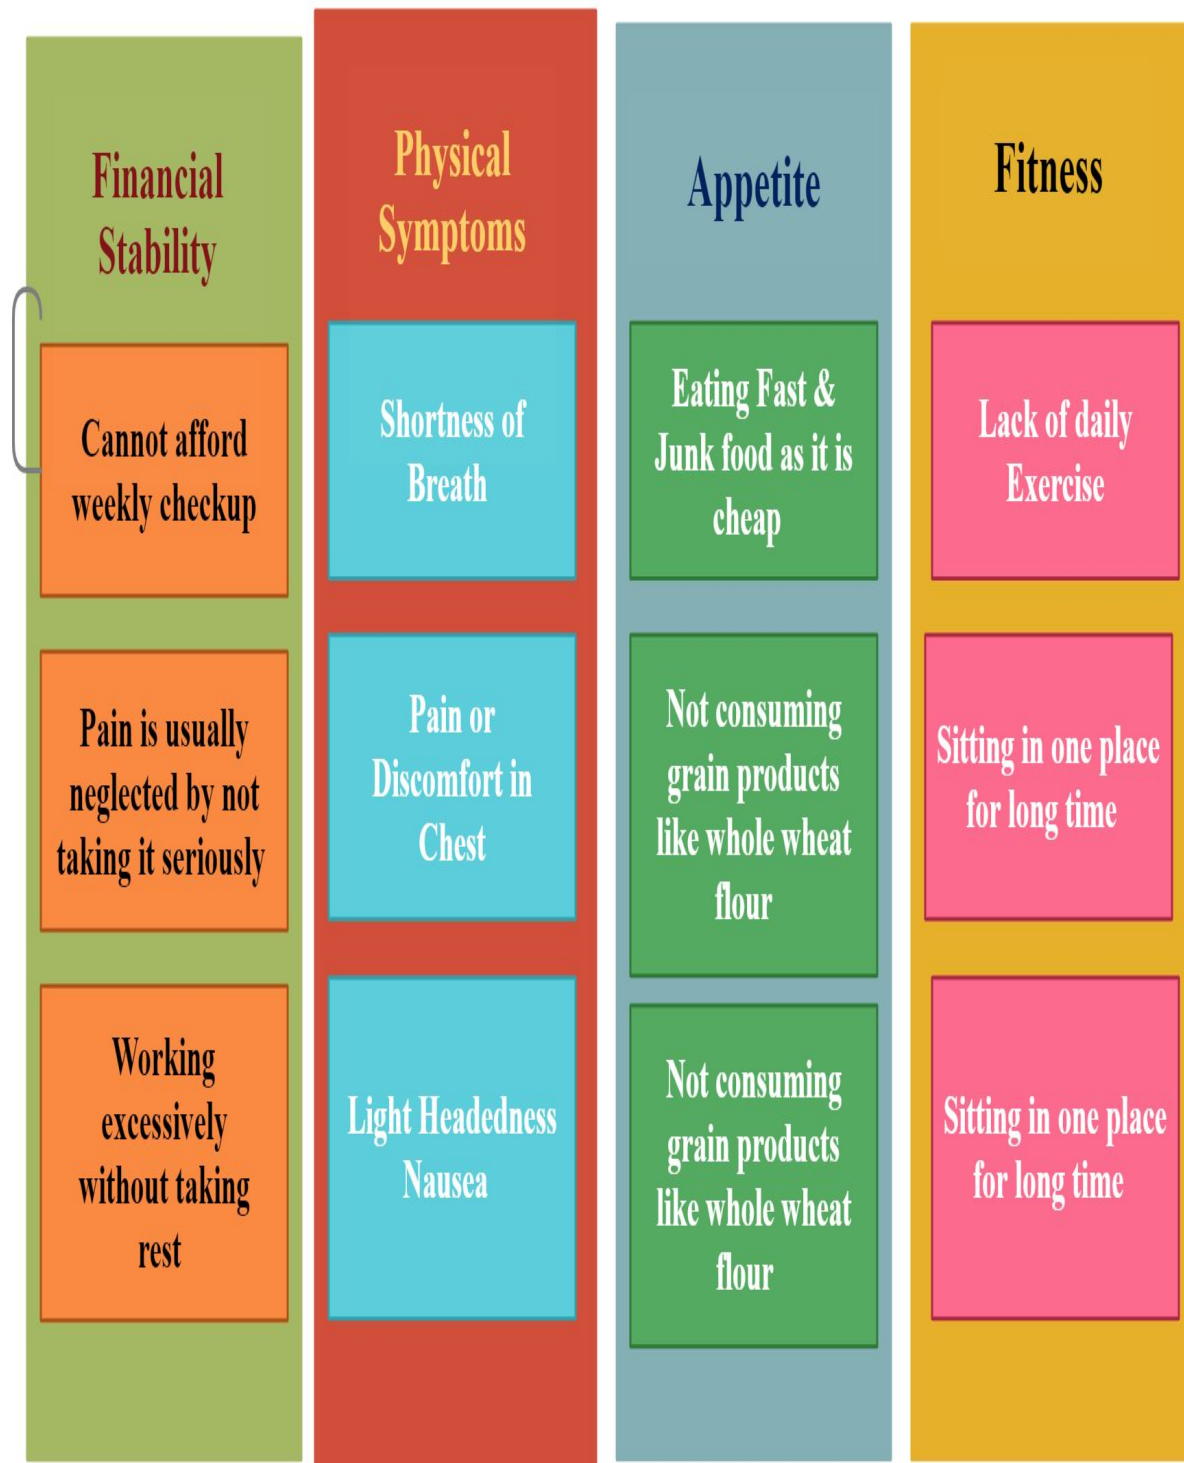 Financial
Stability
Cannot afford
weekly checkup
Pain is usually
neglected by not
taking it seriously
Working
excessively
without taking
rest
Physical
Symptoms
Shortness of
Breath
Pain or
Discomfort in
Chest
Light Headedness
Nausea
Appetite
Eating Fast &
Junk food as it is
cheap
Not consuming
grain products
like whole wheat
flour
Not consuming
grain products
like whole wheat
flour
Fitness
Lack of daily
Exercise
Sitting in one place
for long time
Sitting in one place
for long time